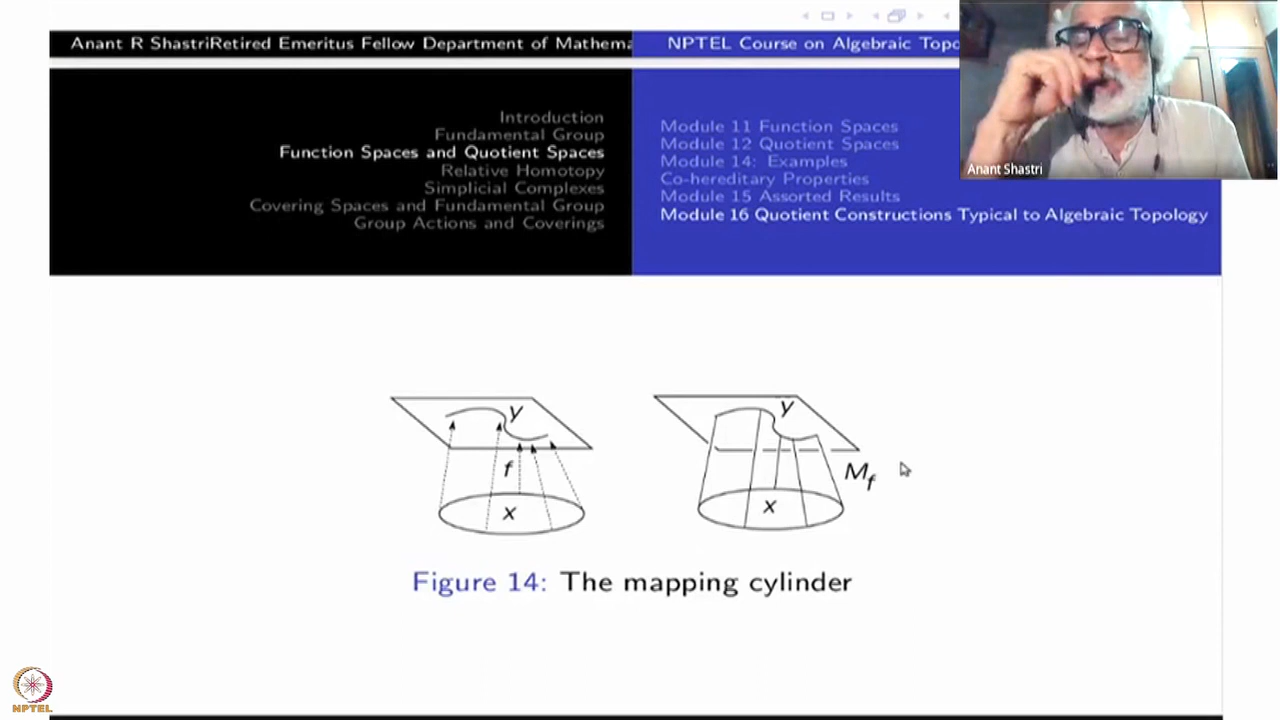 Anant R ShastriRetired Emeritus Fellow Department of Mathema
NPTEL Course on Algebraic Topo
Introduction
Fundamental Group
Function Spaces and Quotient Spaces
Relative Homotopy
Simplicial Complexes
Covering Spaces and Fundamental Group
Group Actions and Coverings
Module 11 Function Spaces
Module 12 Quotient Spaces
Module 14: Examples
Co-hereditary Properties
Module 15 Assorted Results
Module 16 Quotient Constructions Typical to Algebraic Topology
Anant Shastri
y
f
x
y
M_f
x
Figure 14: The mapping cylinder
NPTEL